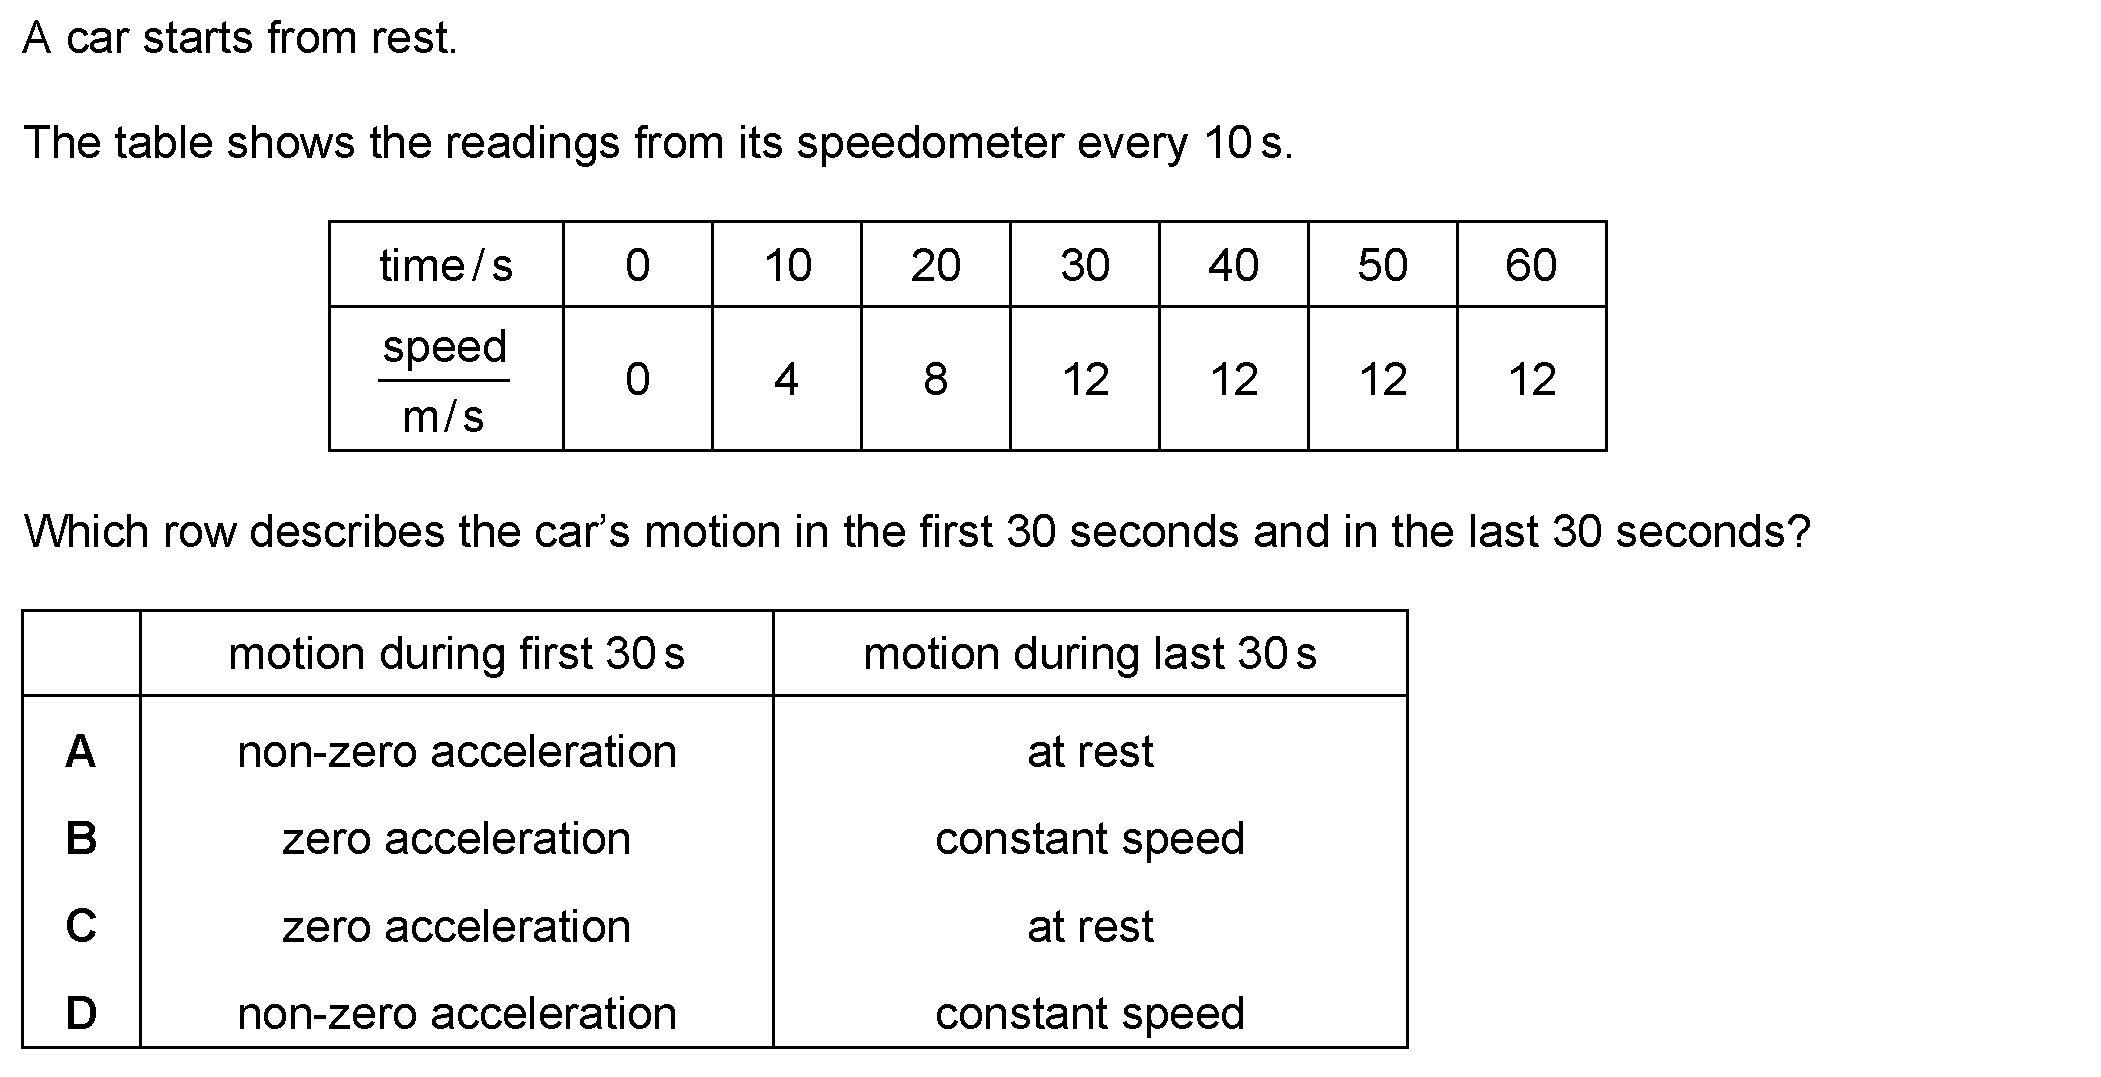 A car starts from rest.
The table shows the readings from its speedometer every 10 s.
time / s 0 10 20 30 40 50 60
speed
m / s
0 4 8 12 12 12 12
Which row describes the car’s motion in the first 30 seconds and in the last 30 seconds?
motion during first 30 s motion during last 30 s
A non-zero acceleration at rest
B zero acceleration constant speed
C zero acceleration at rest
D non-zero acceleration constant speed